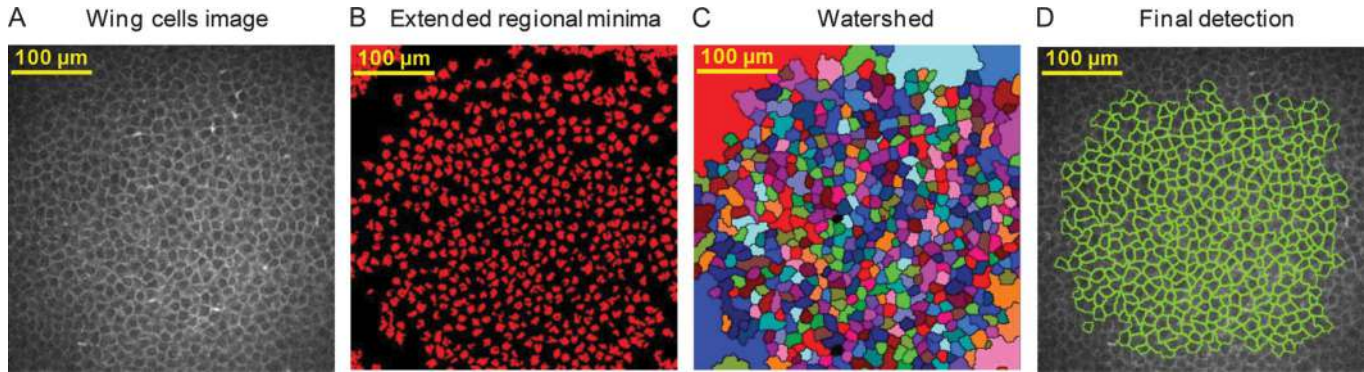 A Wing cells image
B Extended regional minima
C Watershed
D Final detection
100 µm
100 µm
100 µm
100 µm